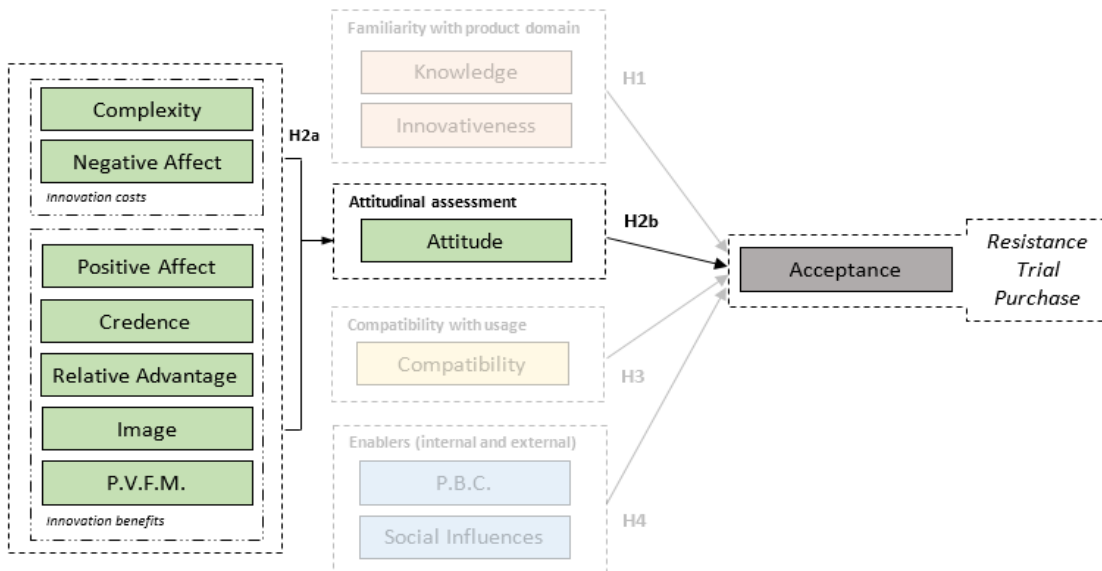 Complexity
Negative Affect
Innovation costs
Positive Affect
Credence
Relative Advantage
Image
P.V.F.M.
Innovation benefits
H2a
Familiarity with product domain
Knowledge
Innovativeness
Attitudinal assessment
Attitude
Compatibility with usage
Compatibility
Enablers (internal and external)
P.B.C.
Social Influences
H1
H2b
H3
H4
Acceptance
Resistance
Trial
Purchase